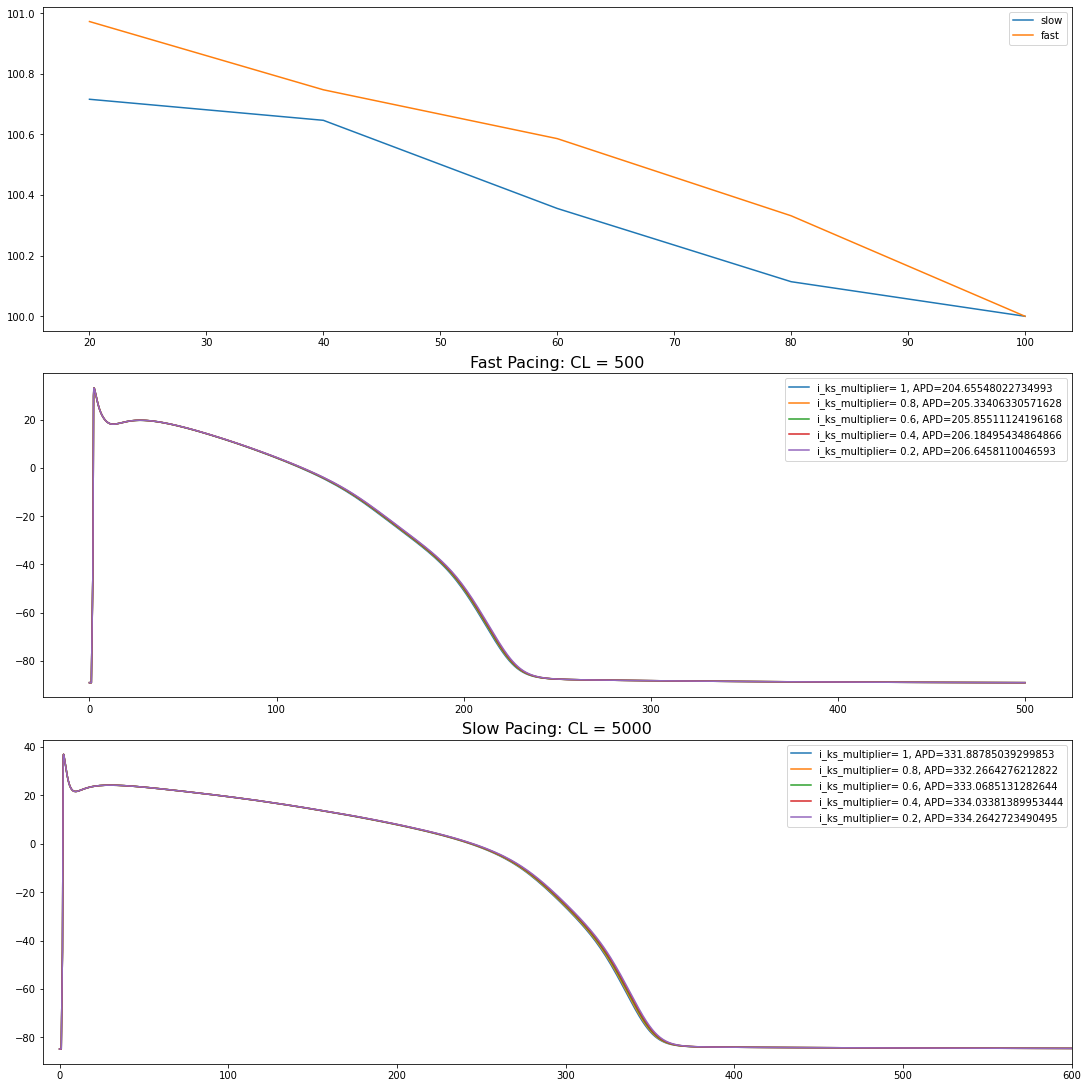 101.0
100.8
100.6
100.4
100.2
100.0
slow
fast
20 30 40 50 60 70 80 90 100
Fast Pacing: CL = 500
20
0
−20
−40
−60
−80
i_ks_multiplier= 1, APD=204.65548022734993
i_ks_multiplier= 0.8, APD=205.33406330571628
i_ks_multiplier= 0.6, APD=205.85511124196168
i_ks_multiplier= 0.4, APD=206.18495434864866
i_ks_multiplier= 0.2, APD=206.6458110046593
0 100 200 300 400 500
Slow Pacing: CL = 5000
40
20
0
−20
−40
−60
−80
i_ks_multiplier= 1, APD=331.88785039299853
i_ks_multiplier= 0.8, APD=332.2664276212822
i_ks_multiplier= 0.6, APD=333.0685131282644
i_ks_multiplier= 0.4, APD=334.03381389953444
i_ks_multiplier= 0.2, APD=334.2642723490495
0 100 200 300 400 500 600